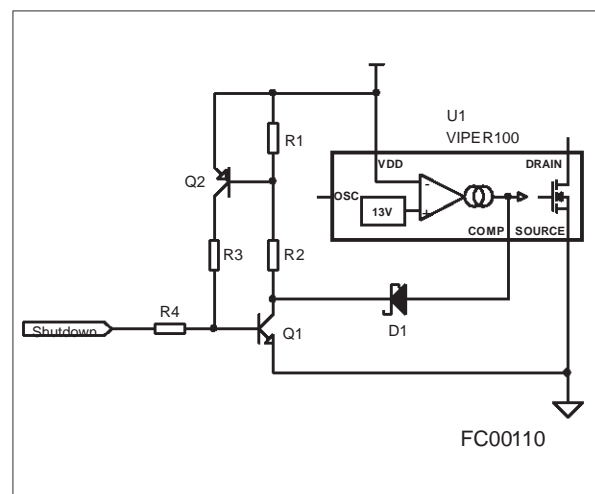 U1
VIPER100
R1
VDD
DRAIN
Q2
-
OSC
13V
+
COMP SOURCE
R3
R2
D1
R4
Shutdown
Q1
FC00110